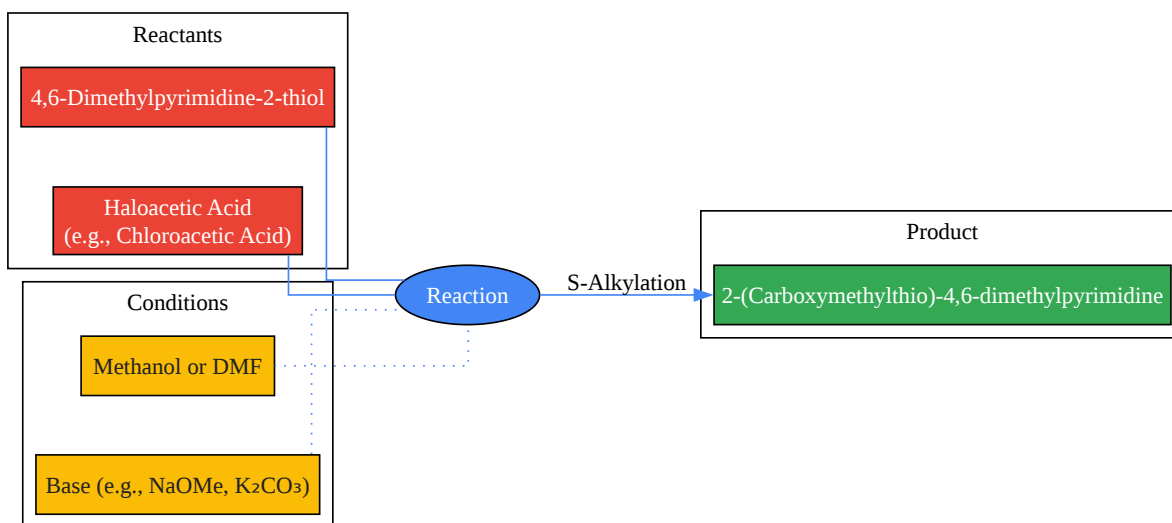 Reactants
4,6-Dimethylpyrimidine-2-thiol
Haloacetic Acid
(e.g., Chloroacetic Acid)
Conditions
Methanol or DMF
Base (e.g., NaOMe, K₂CO₃)
Reaction
S-Alkylation
Product
2-(Carboxymethylthio)-4,6-dimethylpyrimidine